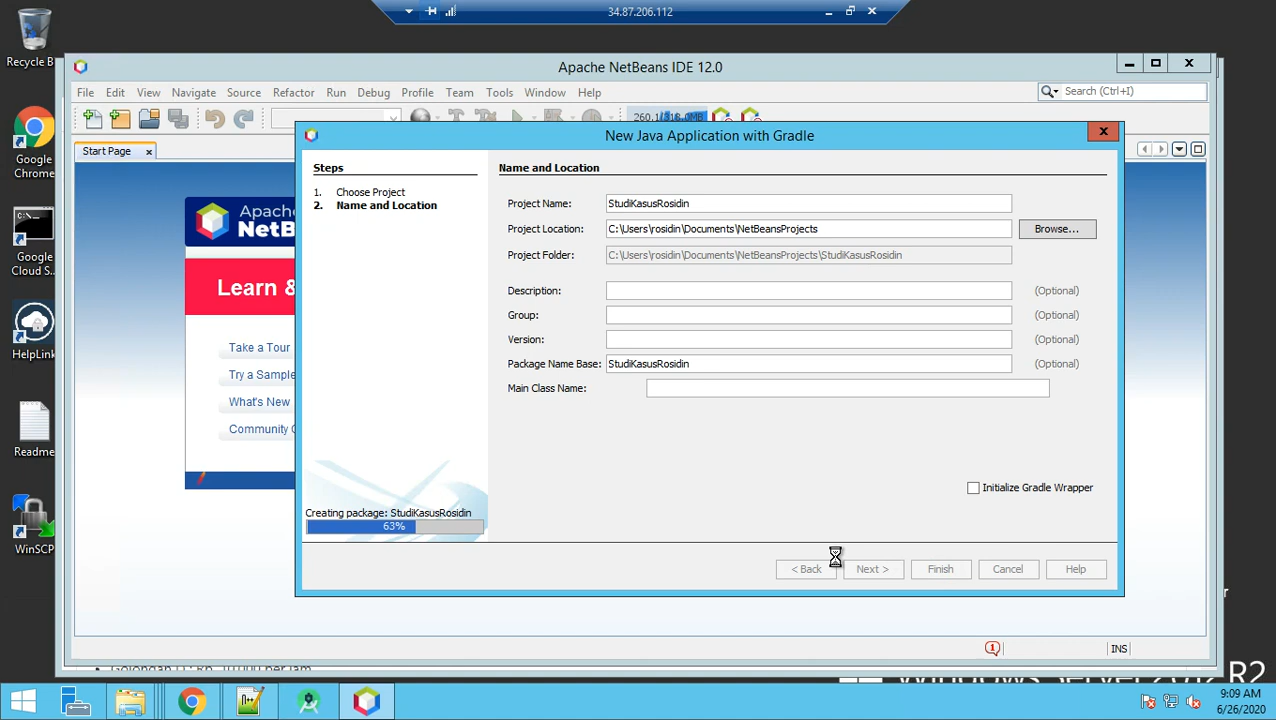 34.87.206.112
Recycle B
Apache NetBeans IDE 12.0
File Edit View Navigate Source Refactor Run Debug Profile Team Tools Window Help
Search (Ctrl+I)
New Java Application with Gradle
Start Page
Steps
Name and Location
1. Choose Project
2. Name and Location
Project Name: StudiKasusRosidin
Project Location: C:\Users\rosidin\Documents\NetBeansProjects Browse...
Project Folder: C:\Users\rosidin\Documents\NetBeansProjects\StudiKasusRosidin
Description: (Optional)
Group: (Optional)
Version: (Optional)
Package Name Base: StudiKasusRosidin (Optional)
Main Class Name:
Initialize Gradle Wrapper
Creating package: StudiKasusRosidin
63%
< Back Next > Finish Cancel Help
Google
Chrome
Google
Cloud S...
HelpLink
Readme
WinSCP
Apac
NetB
Learn &
Take a Tour
Try a Sample
What's New
Community
1
INS
9:09 AM
6/26/2020